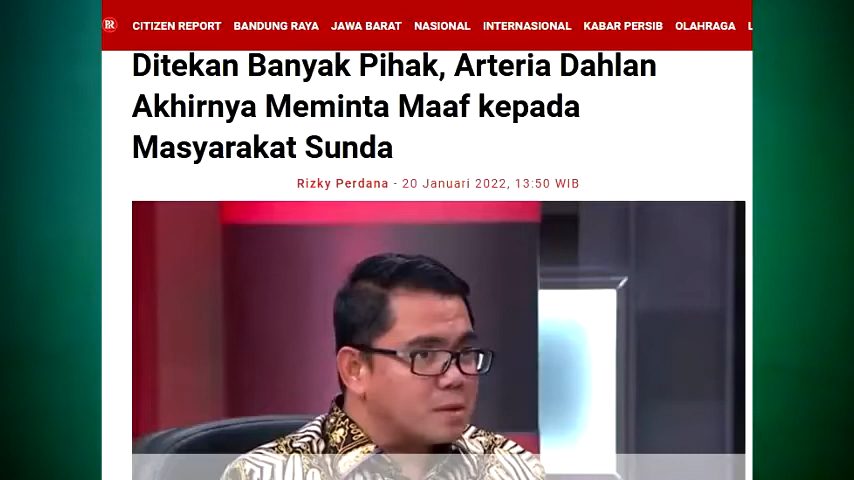 CITIZEN REPORT BANDUNG RAYA JAWA BARAT NASIONAL INTERNASIONAL KABAR PERSIB OLAHRAGA
Ditekan Banyak Pihak, Arteria Dahlan
Akhirnya Meminta Maaf kepada
Masyarakat Sunda
Rizky Perdana - 20 Januari 2022, 13:50 WIB